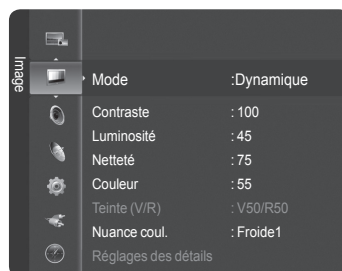 Image
Mode :Dynamique
Contraste : 100
Luminosité : 45
Netteté : 75
Couleur : 55
Teinte (V/R) : V50/R50
Nuance coul. : Froide1
Réglages des détails